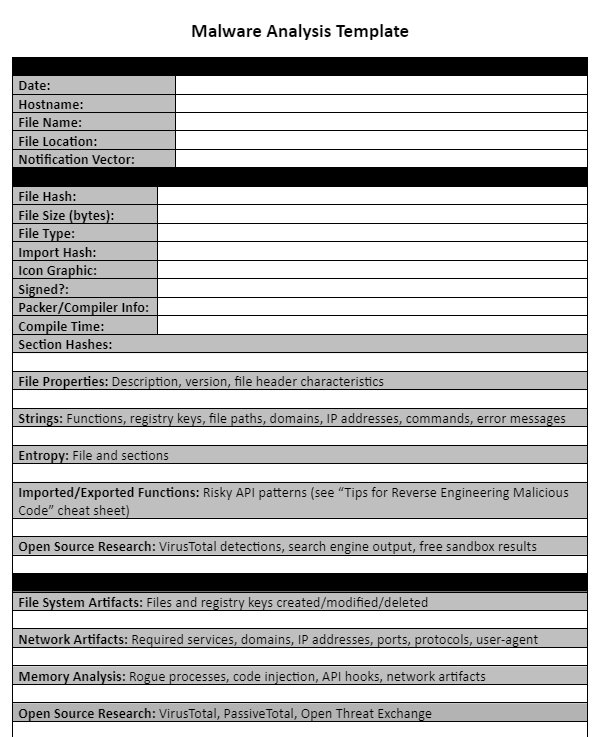 Malware Analysis Template
Date:
Hostname:
File Name:
File Location:
Notification Vector:
File Hash:
File Size (bytes):
File Type:
Import Hash:
Icon Graphic:
Signed?:
Packer/Compiler Info:
Compile Time:
Section Hashes:
File Properties: Description, version, file header characteristics
Strings: Functions, registry keys, file paths, domains, IP addresses, commands, error messages
Entropy: File and sections
Imported/Exported Functions: Risky API patterns (see “Tips for Reverse Engineering Malicious
Code” cheat sheet)
Open Source Research: VirusTotal detections, search engine output, free sandbox results
File System Artifacts: Files and registry keys created/modified/deleted
Network Artifacts: Required services, domains, IP addresses, ports, protocols, user-agent
Memory Analysis: Rogue processes, code injection, API hooks, network artifacts
Open Source Research: VirusTotal, PassiveTotal, Open Threat Exchange